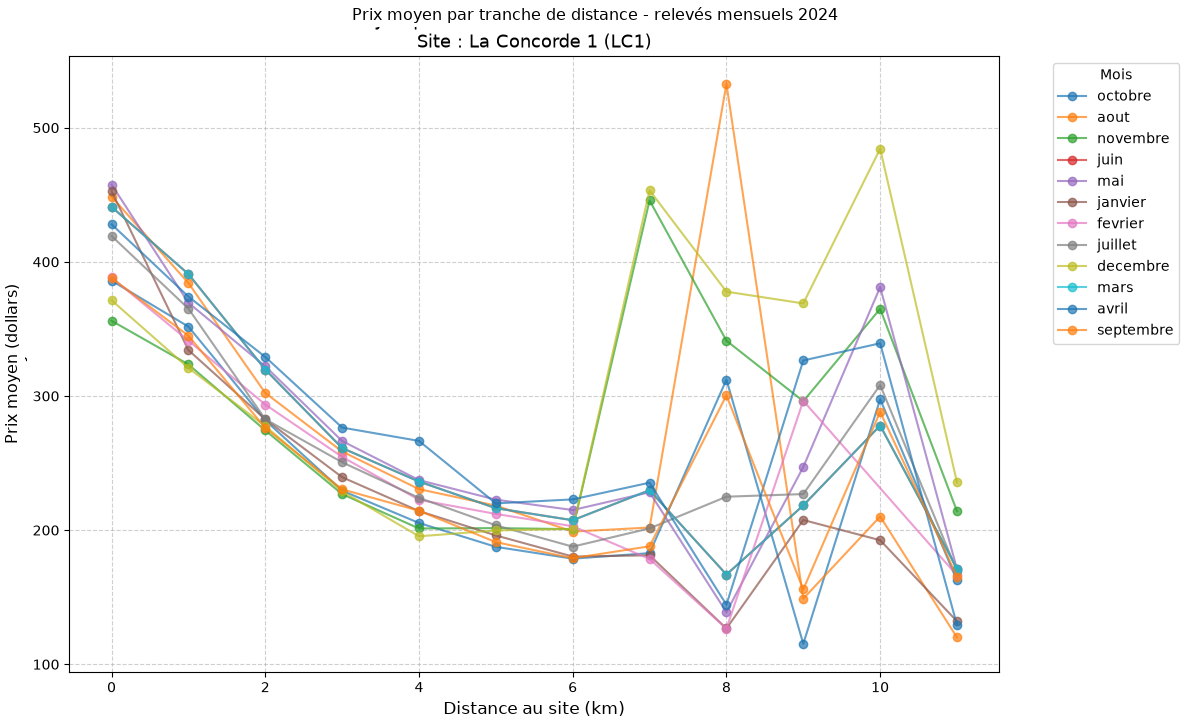 Prix moyen par tranche de distance - relevés mensuels 2024
Site : La Concorde 1 (LC1)
Prix moyen (dollars)
500
400
300
200
100
0
2
4
6
8
10
Distance au site (km)
Mois
octobre
aout
novembre
juin
mai
janvier
fevrier
juillet
decembre
mars
avril
septembre